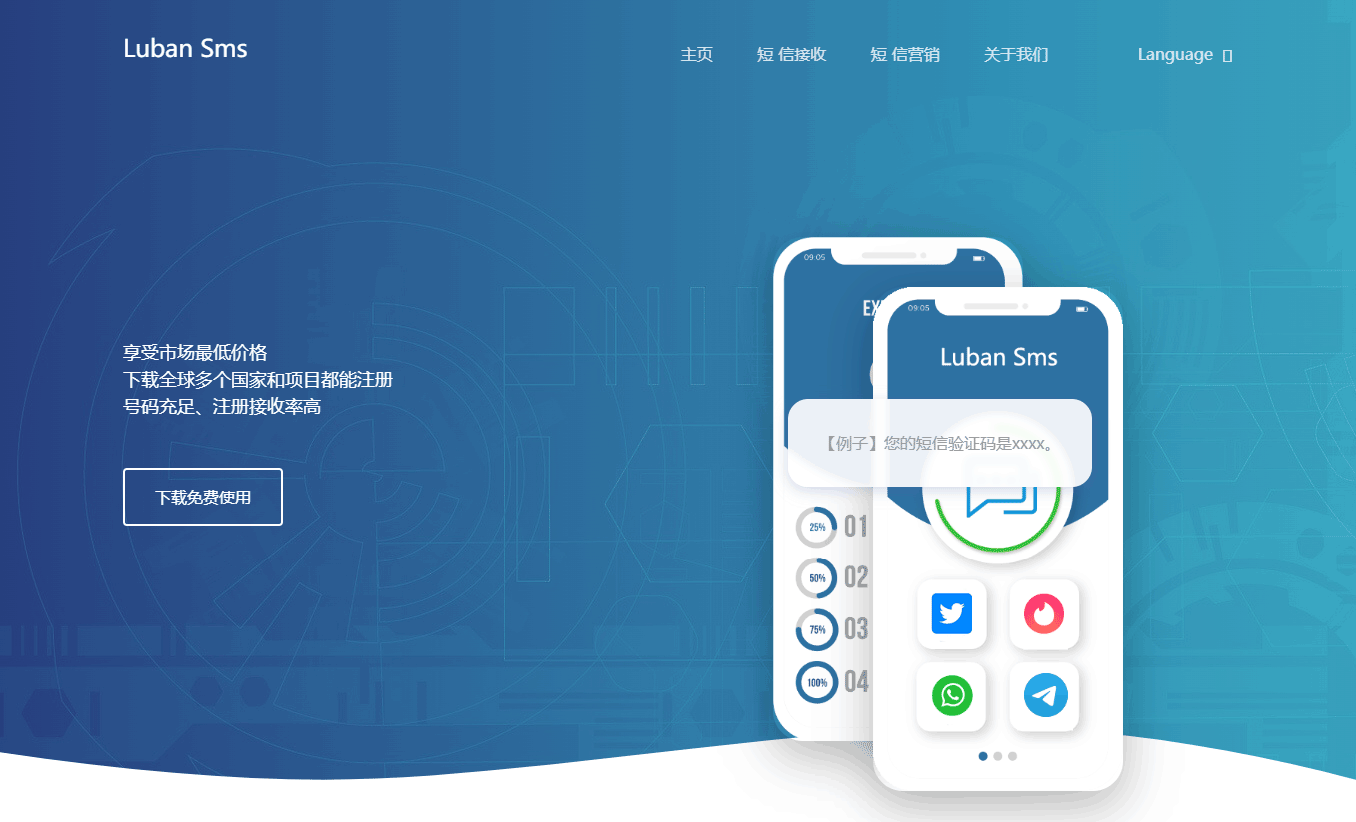 Luban Sms
主页
短 信接收
短 信营销
关于我们
Language
享受市场最低价格
下载全球多个国家和项目都能注册
号码充足、注册接收率高
下载免费使用
09:05
09:05
Luban Sms
【例子】您的短信验证码是xxxx。
25%
01
50%
02
75%
03
100%
04